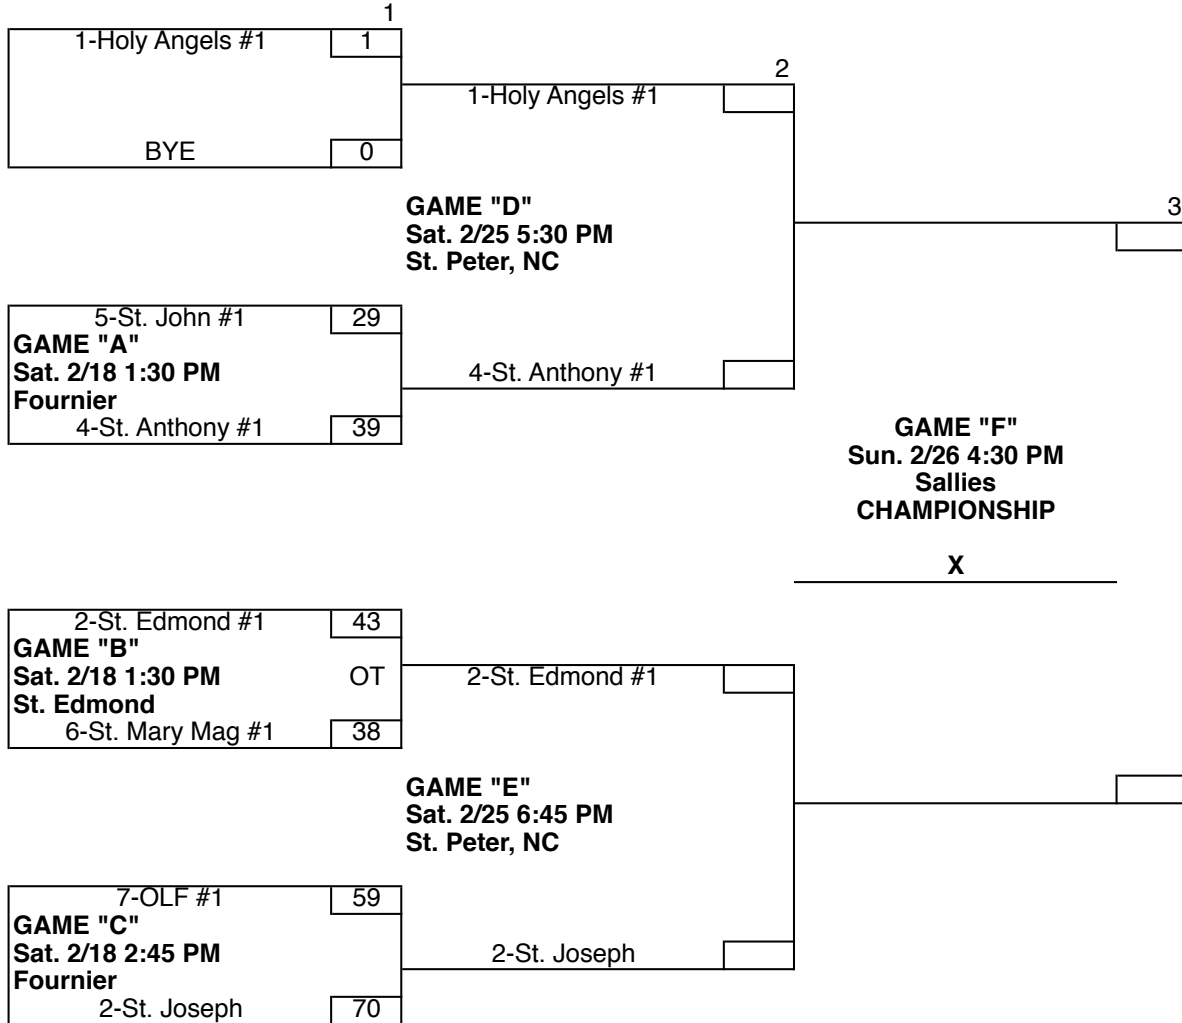 1
1-Holy Angels #1 1
2
1-Holy Angels #1
BYE 0
GAME "D"
Sat. 2/25 5:30 PM
St. Peter, NC
3
5-St. John #1 29
GAME "A"
Sat. 2/18 1:30 PM
Fournier
4-St. Anthony #1 39
4-St. Anthony #1
GAME "F"
Sun. 2/26 4:30 PM
Sallies
CHAMPIONSHIP
X
2-St. Edmond #1 43
GAME "B"
Sat. 2/18 1:30 PM OT
St. Edmond
6-St. Mary Mag #1 38
2-St. Edmond #1
GAME "E"
Sat. 2/25 6:45 PM
St. Peter, NC
7-OLF #1 59
GAME "C"
Sat. 2/18 2:45 PM
Fournier
2-St. Joseph 70
2-St. Joseph